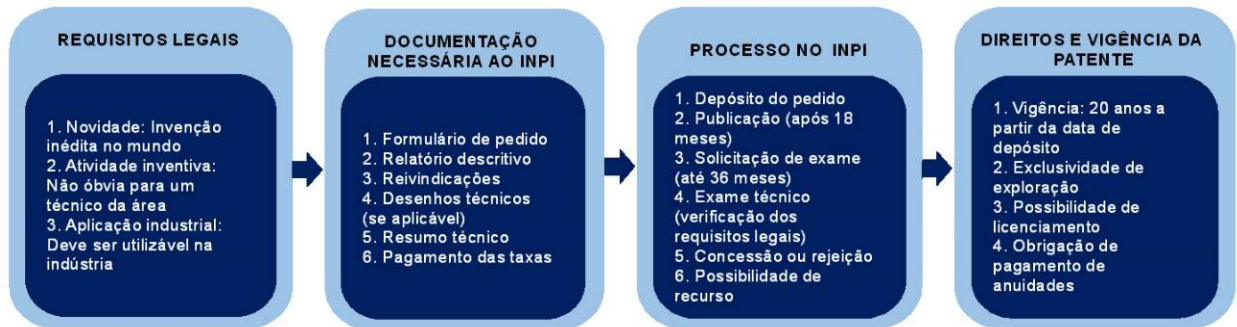 REQUISITOS LEGAIS
1. Novidade: Invenção
inédita no mundo
2. Atividade inventiva:
Não óbvia para um
técnico da área
3. Aplicação industrial:
Deve ser utilizável na
indústria
DOCUMENTAÇÃO
NECESSÁRIA AO INPI
1. Formulário de pedido
2. Relatório descritivo
3. Reivindicações
4. Desenhos técnicos
(se aplicável)
5. Resumo técnico
6. Pagamento das taxas
PROCESSO NO INPI
1. Depósito do pedido
2. Publicação (após 18
meses)
3. Solicitação de exame
(até 36 meses)
4. Exame técnico
(verificação dos
requisitos legais)
5. Concessão ou rejeição
6. Possibilidade de
recurso
DIREITOS E VIGÊNCIA DA
PATENTE
1. Vigência: 20 anos a
partir da data de
depósito
2. Exclusividade de
exploração
3. Possibilidade de
licenciamento
4. Obrigação de
pagamento de
anuidades